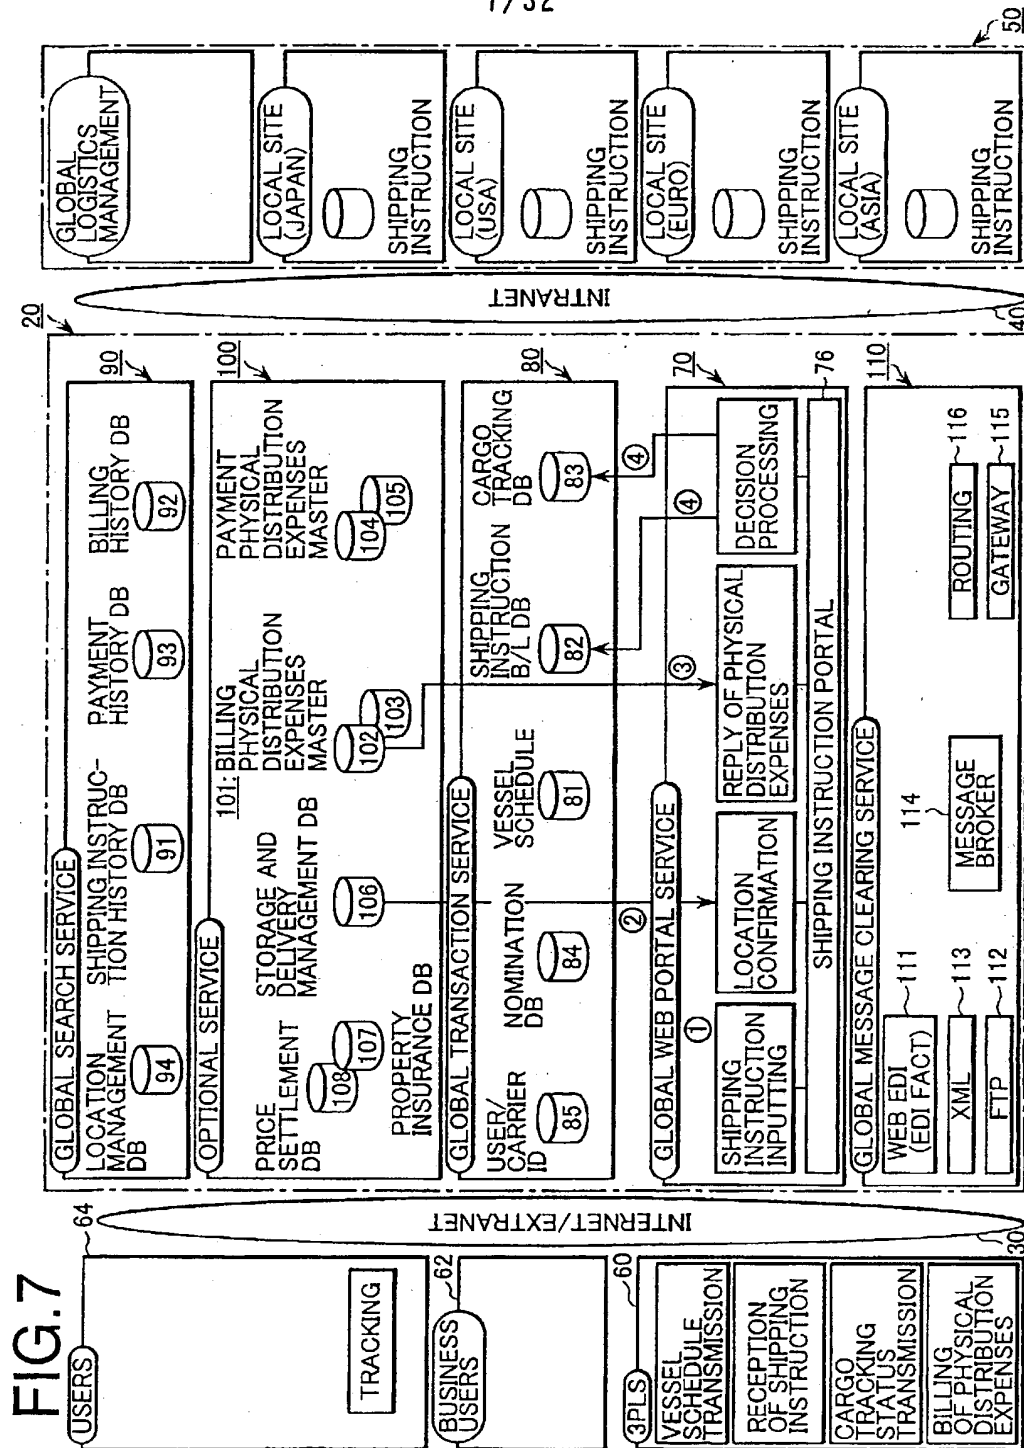 7/32
FIG.7
USERS
64
TRACKING
BUSINESS
USERS
62
3PLS
60
VESSEL
SCHEDULE
TRANSMISSION
RECEPTION
OF SHIPPING
INSTRUCTION
CARGO
TRACKING
STATUS
TRANSMISSION
BILLING
OF PHYSICAL
DISTRIBUTION
EXPENSES
INTERNET/EXTRANET
30
20
GLOBAL SEARCH SERVICE
90
LOCATION
MANAGEMENT
DB
94
SHIPPING INSTRUC-
TION HISTORY DB
91
PAYMENT
HISTORY DB
93
BILLING
HISTORY DB
92
OPTIONAL SERVICE
100
PRICE
SETTLEMENT
DB
108
107
PROPERTY
INSURANCE DB
STORAGE AND
DELIVERY
MANAGEMENT DB
106
101: BILLING
PHYSICAL
DISTRIBUTION
EXPENSES
MASTER
102
103
PAYMENT
PHYSICAL
DISTRIBUTION
EXPENSES
MASTER
104
105
GLOBAL TRANSACTION SERVICE
80
USER/
CARRIER
ID
85
NOMINATION
DB
84
VESSEL
SCHEDULE
81
SHIPPING
INSTRUCTION
B/L DB
82
CARGO
TRACKING
DB
83
GLOBAL WEB PORTAL SERVICE
70
①
②
③
④
④
SHIPPING
INSTRUCTION
INPUTTING
LOCATION
CONFIRMATION
REPLY OF PHYSICAL
DISTRIBUTION
EXPENSES
DECISION
PROCESSING
SHIPPING INSTRUCTION PORTAL
76
GLOBAL MESSAGE CLEARING SERVICE
110
WEB EDI
(EDI FACT)
111
XML
113
FTP
112
114
MESSAGE
BROKER
ROUTING
116
GATEWAY
115
INTRANET
40
50
GLOBAL
LOGISTICS
MANAGEMENT
LOCAL SITE
(JAPAN)
SHIPPING
INSTRUCTION
LOCAL SITE
(USA)
SHIPPING
INSTRUCTION
LOCAL SITE
(EURO)
SHIPPING
INSTRUCTION
LOCAL SITE
(ASIA)
SHIPPING
INSTRUCTION